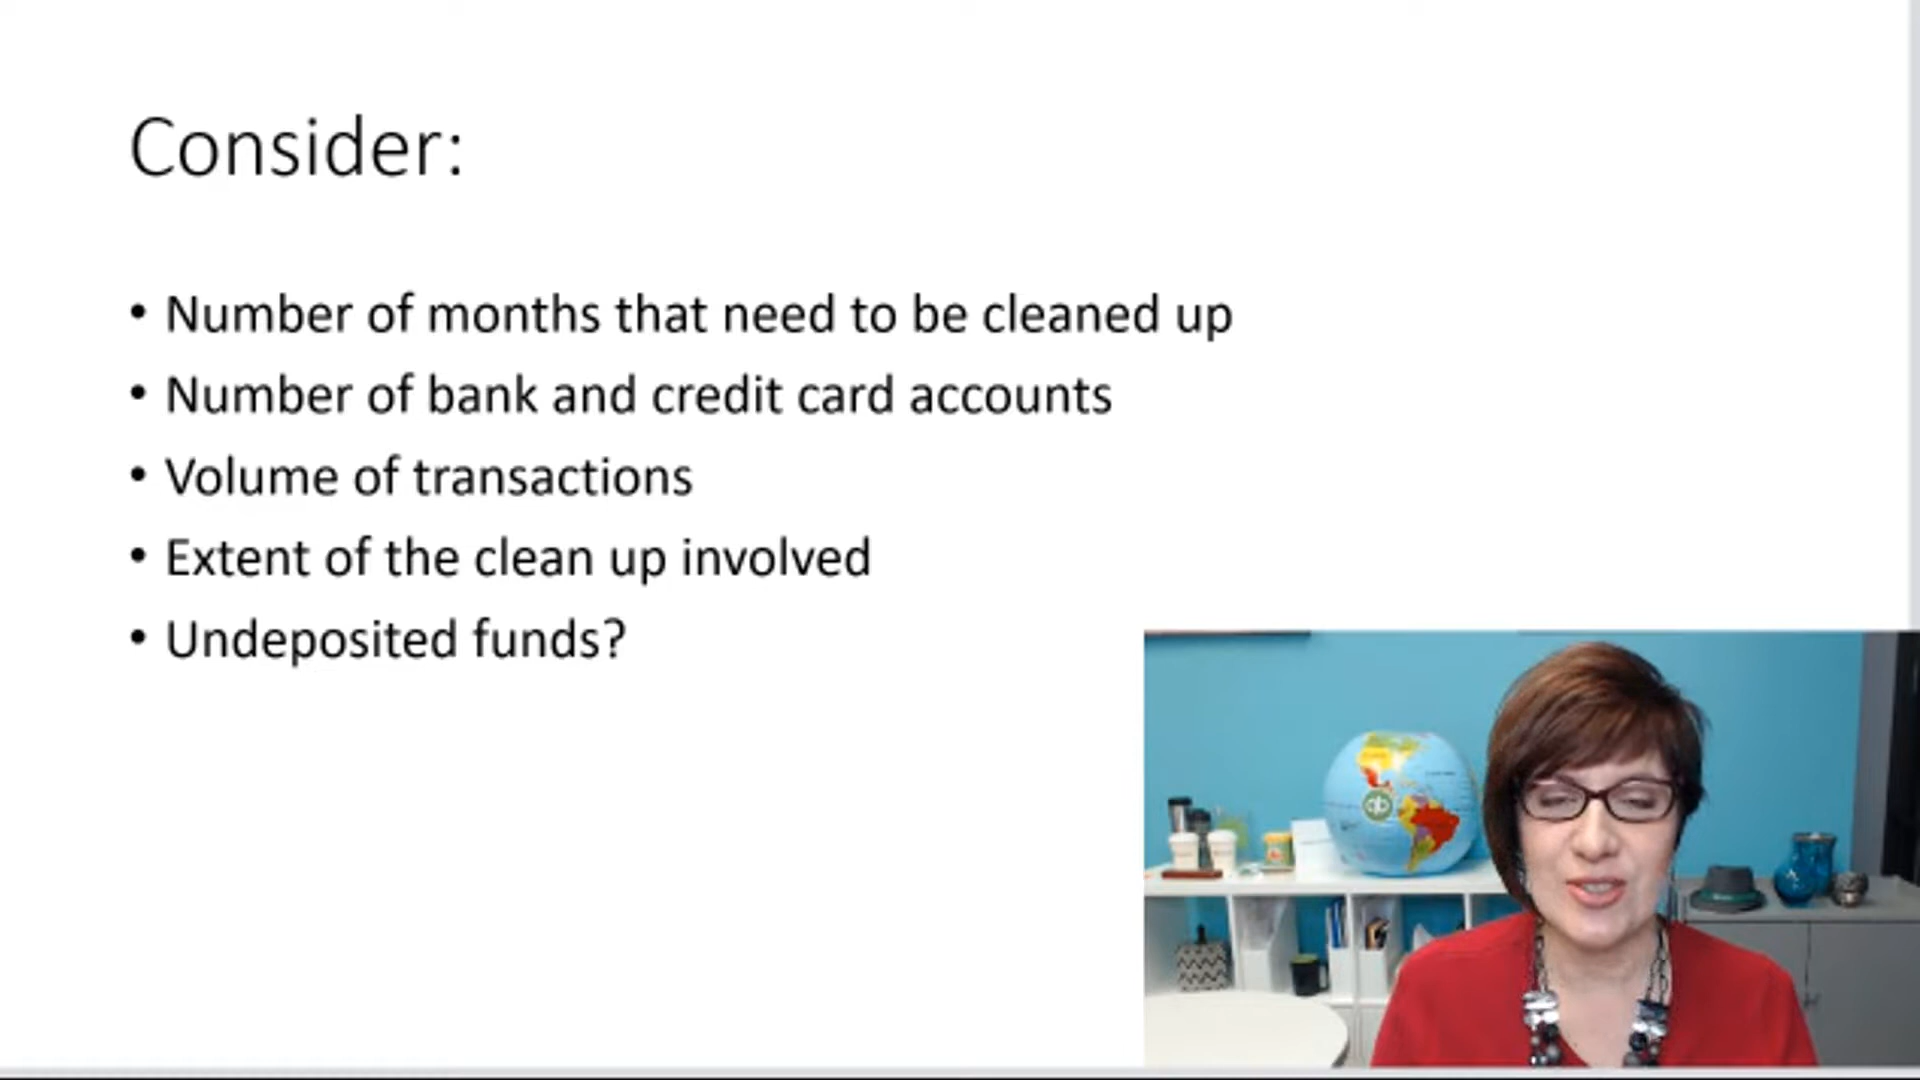 Consider:
• Number of months that need to be cleaned up
• Number of bank and credit card accounts
• Volume of transactions
• Extent of the clean up involved
• Undeposited funds?
qb